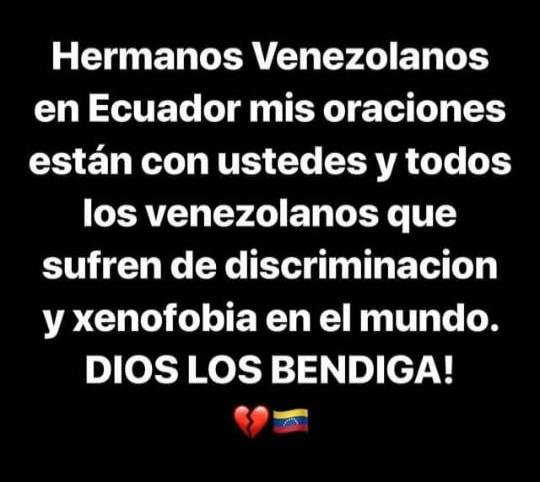 Hermanos Venezolanos
en Ecuador mis oraciones
están con ustedes y todos
los venezolanos que
sufren de discriminacion
y xenofobia en el mundo.
DIOS LOS BENDIGA!
💔🇻🇪